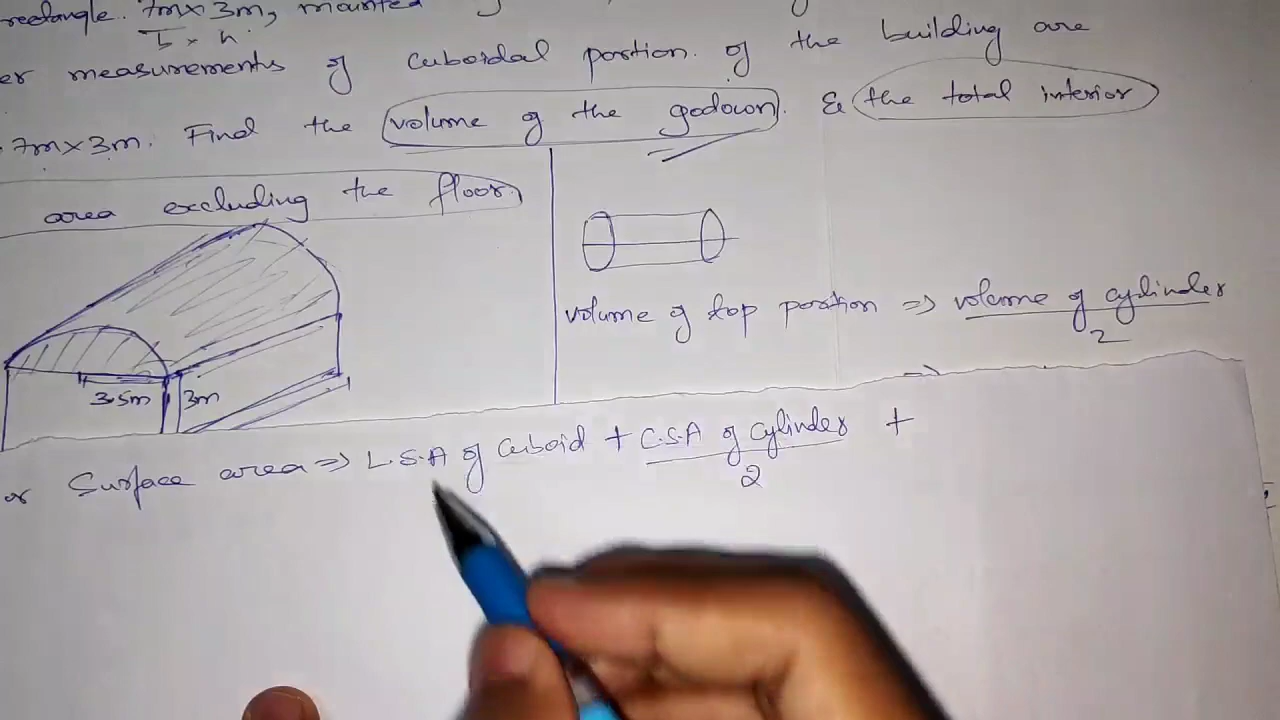 rectangle. 7m×3m, mounted
b × h.
er measurements of cuboidal portion. of the building are
7m×3m. Find the volume of the godown. & the total interior
area excluding the floor.
3.5m
3m
volume of top portion => volume of cylinder
2
=>
or Surface area => L.S.A of cuboid + C.S.A of cylinder +
2